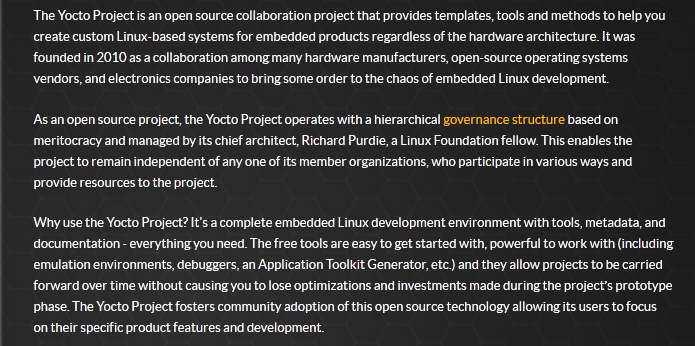 The Yocto Project is an open source collaboration project that provides templates, tools and methods to help you
create custom Linux-based systems for embedded products regardless of the hardware architecture. It was
founded in 2010 as a collaboration among many hardware manufacturers, open-source operating systems
vendors, and electronics companies to bring some order to the chaos of embedded Linux development.
As an open source project, the Yocto Project operates with a hierarchical governance structure based on
meritocracy and managed by its chief architect, Richard Purdie, a Linux Foundation fellow. This enables the
project to remain independent of any one of its member organizations, who participate in various ways and
provide resources to the project.
Why use the Yocto Project? It's a complete embedded Linux development environment with tools, metadata, and
documentation - everything you need. The free tools are easy to get started with, powerful to work with (including
emulation environments, debuggers, an Application Toolkit Generator, etc.) and they allow projects to be carried
forward over time without causing you to lose optimizations and investments made during the project's prototype
phase. The Yocto Project fosters community adoption of this open source technology allowing its users to focus
on their specific product features and development.